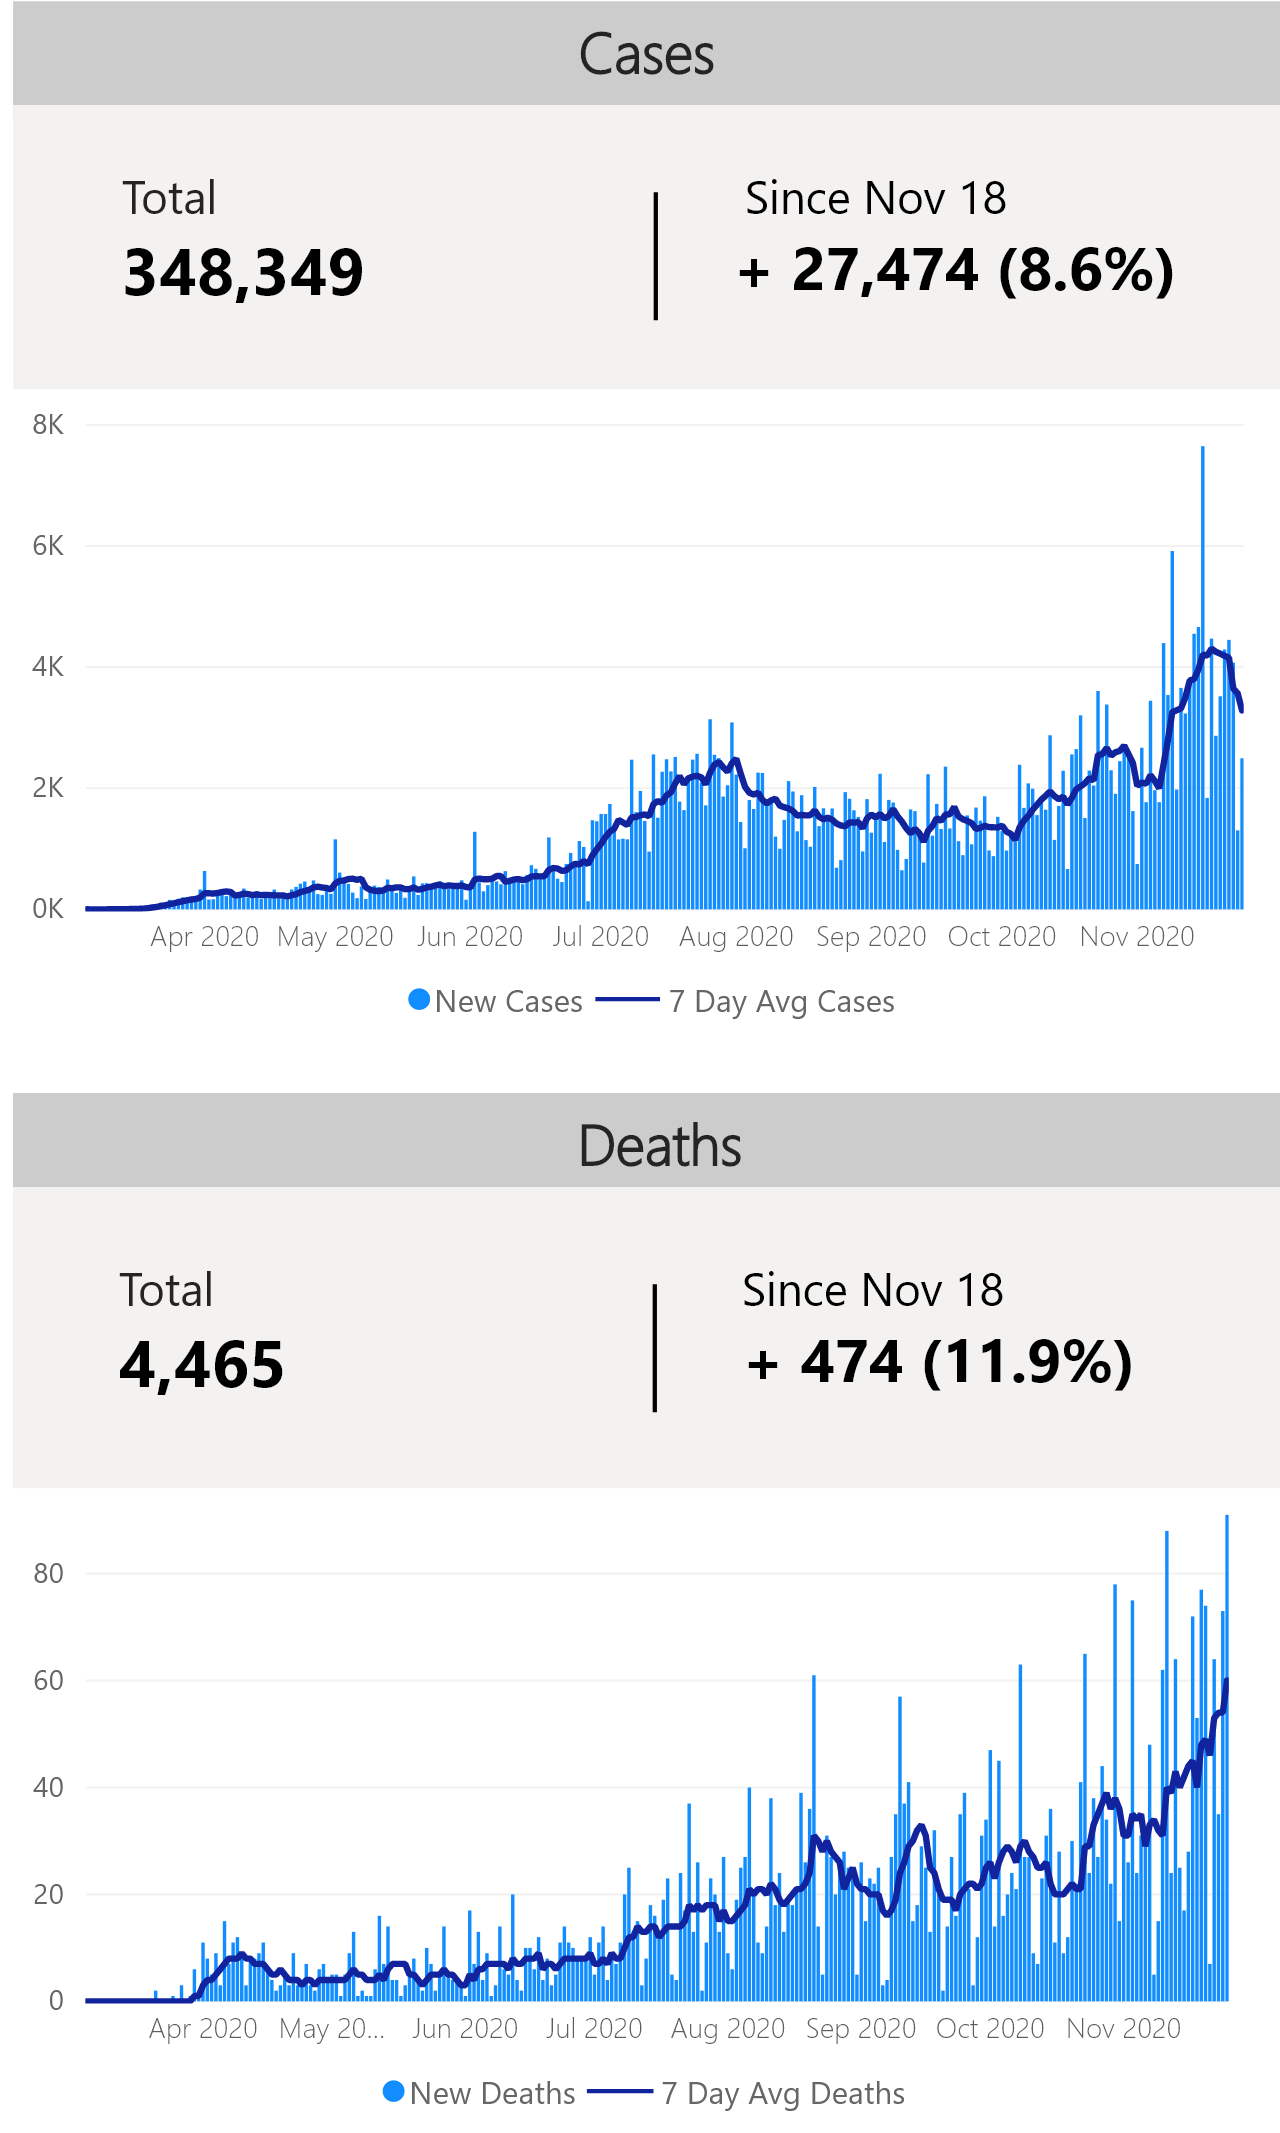 Cases
Total
Since Nov 18
348,349
+ 27,474 (8.6%)
8K
6K
4K
2K
0K
Apr 2020 May 2020 Jun 2020 Jul 2020 Aug 2020 Sep 2020 Oct 2020 Nov 2020
New Cases 7 Day Avg Cases
Deaths
Total
Since Nov 18
4,465
+ 474 (11.9%)
80
60
40
20
0
Apr 2020 May 20... Jun 2020 Jul 2020 Aug 2020 Sep 2020 Oct 2020 Nov 2020
New Deaths 7 Day Avg Deaths